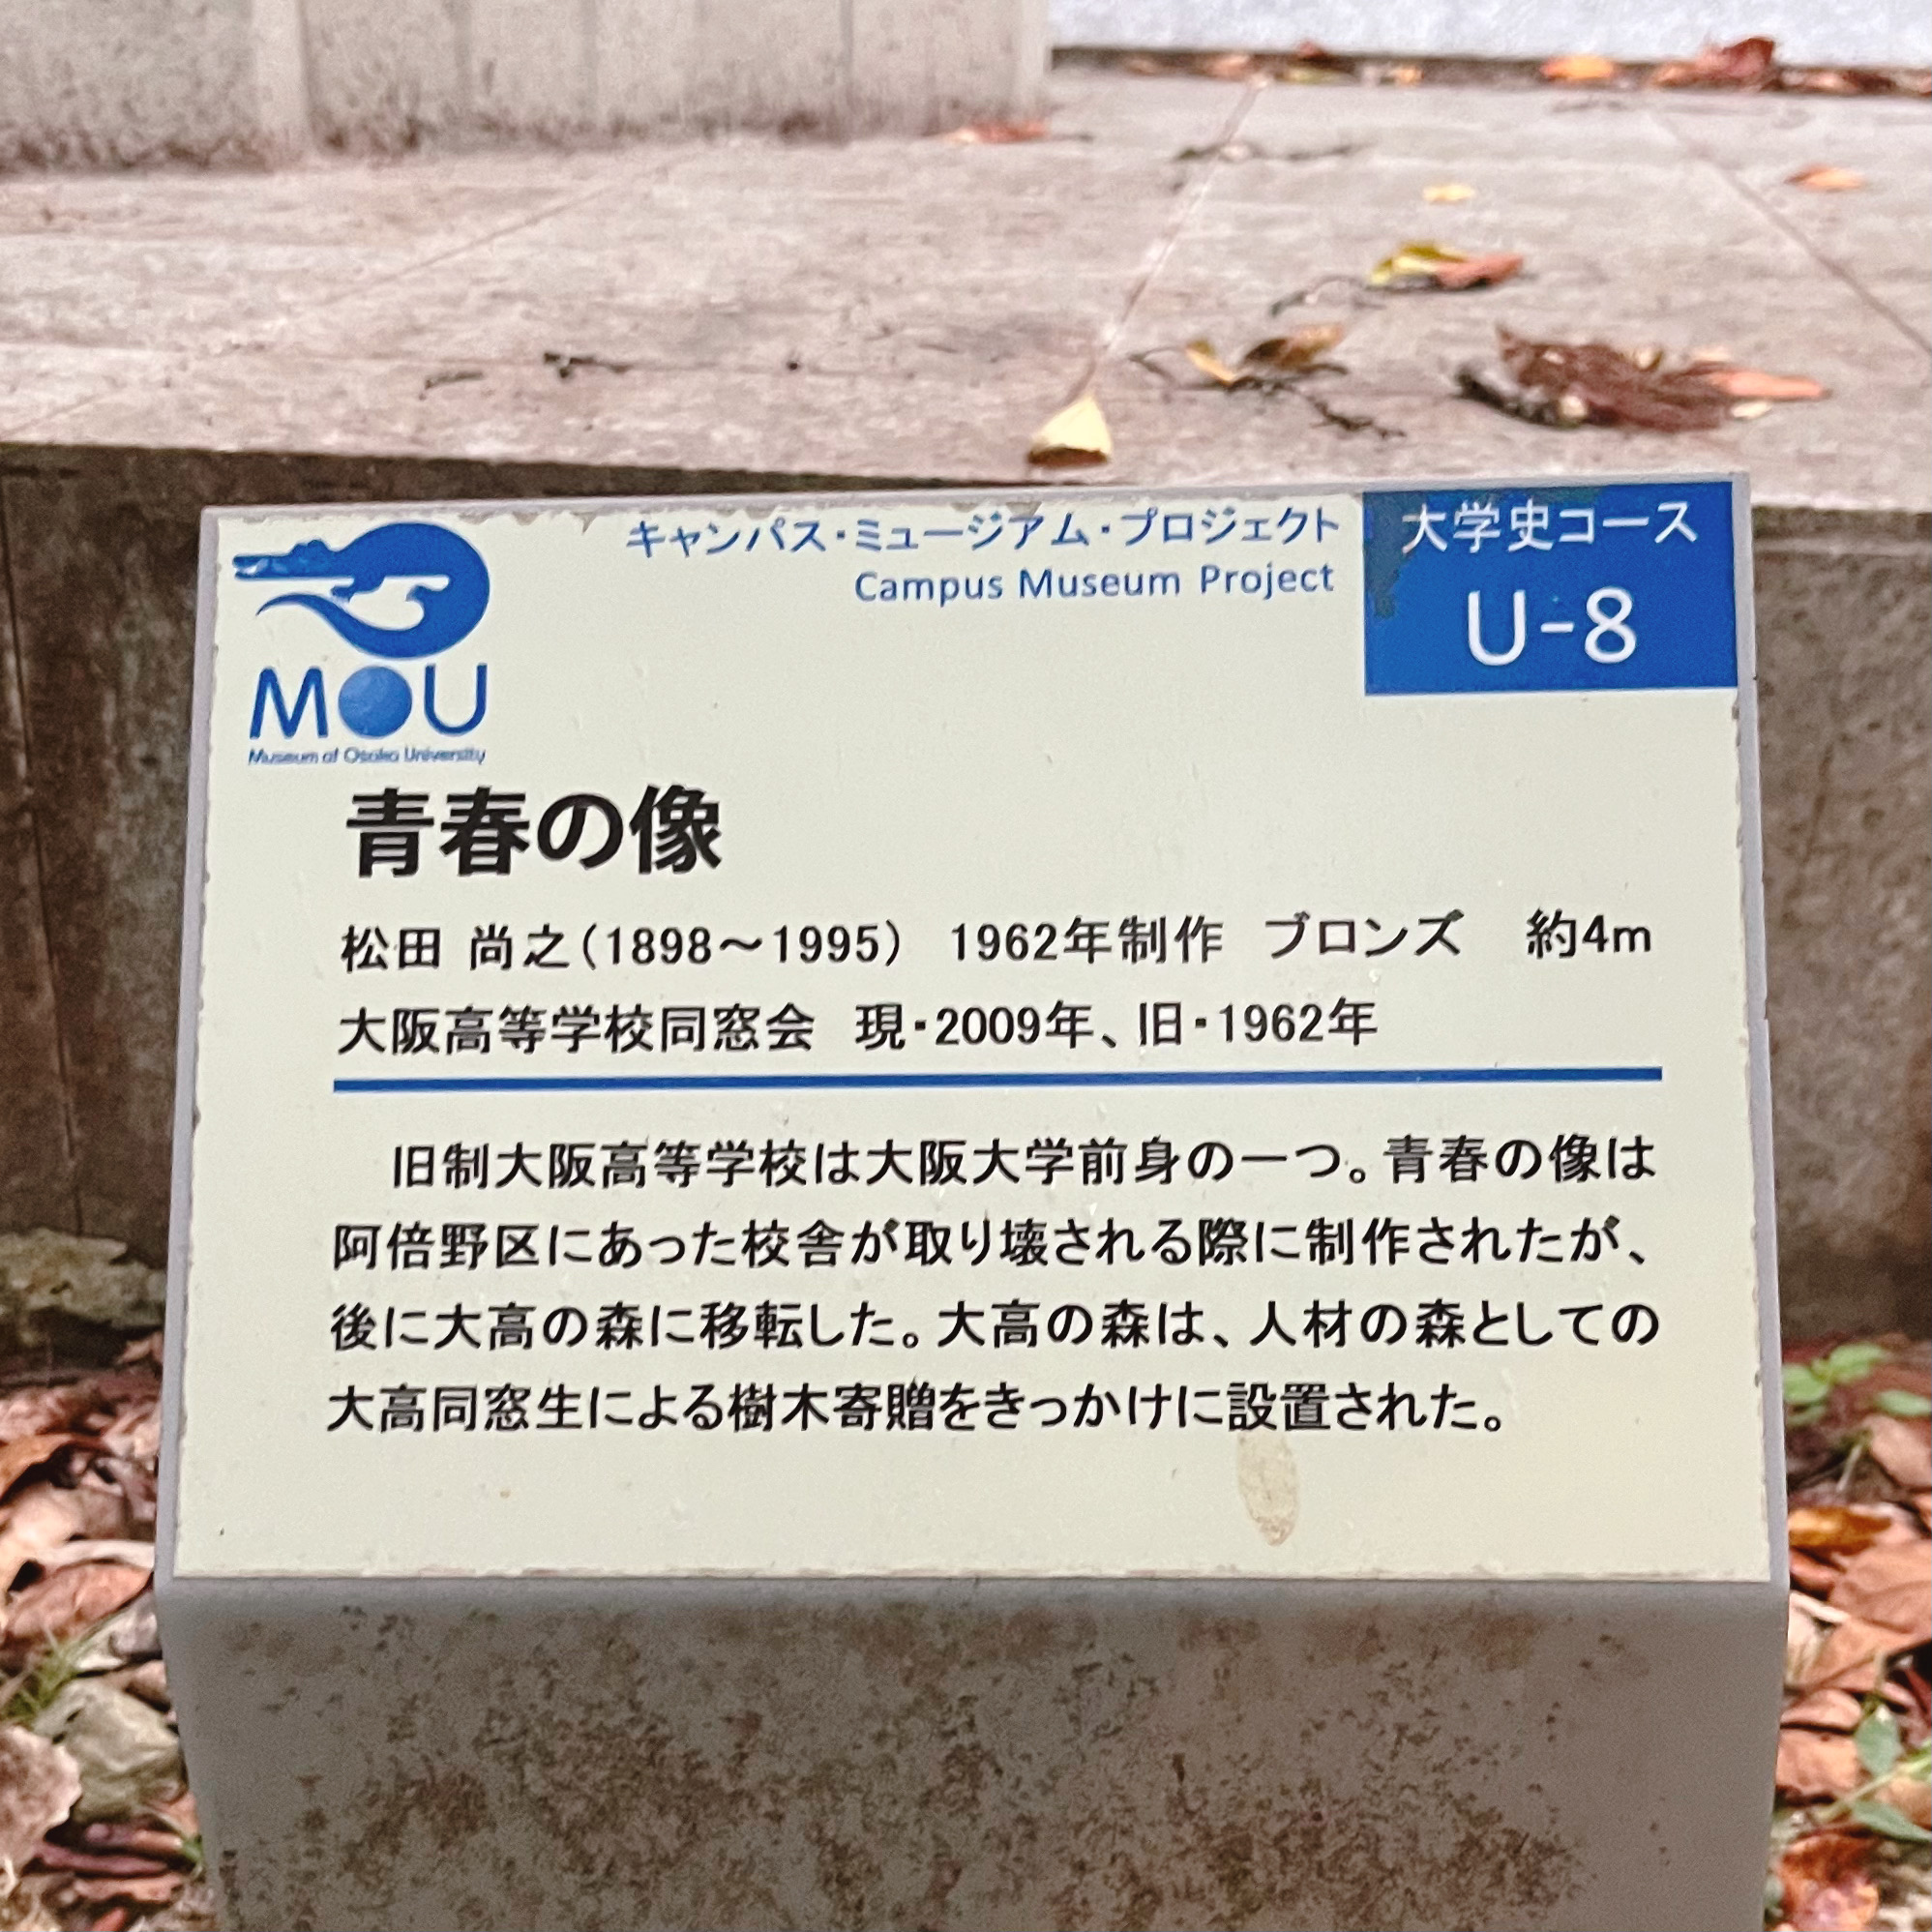 キャンパス・ミュージアム・プロジェクト
Campus Museum Project
大学史コース
U-8
MOU
Museum of Osaka University
青春の像
松田 尚之(1898～1995)　1962年制作　ブロンズ　約4m
大阪高等学校同窓会　現・2009年、旧・1962年
旧制大阪高等学校は大阪大学前身の一つ。青春の像は
阿倍野区にあった校舎が取り壊される際に制作されたが、
後に大高の森に移転した。大高の森は、人材の森としての
大高同窓生による樹木寄贈をきっかけに設置された。